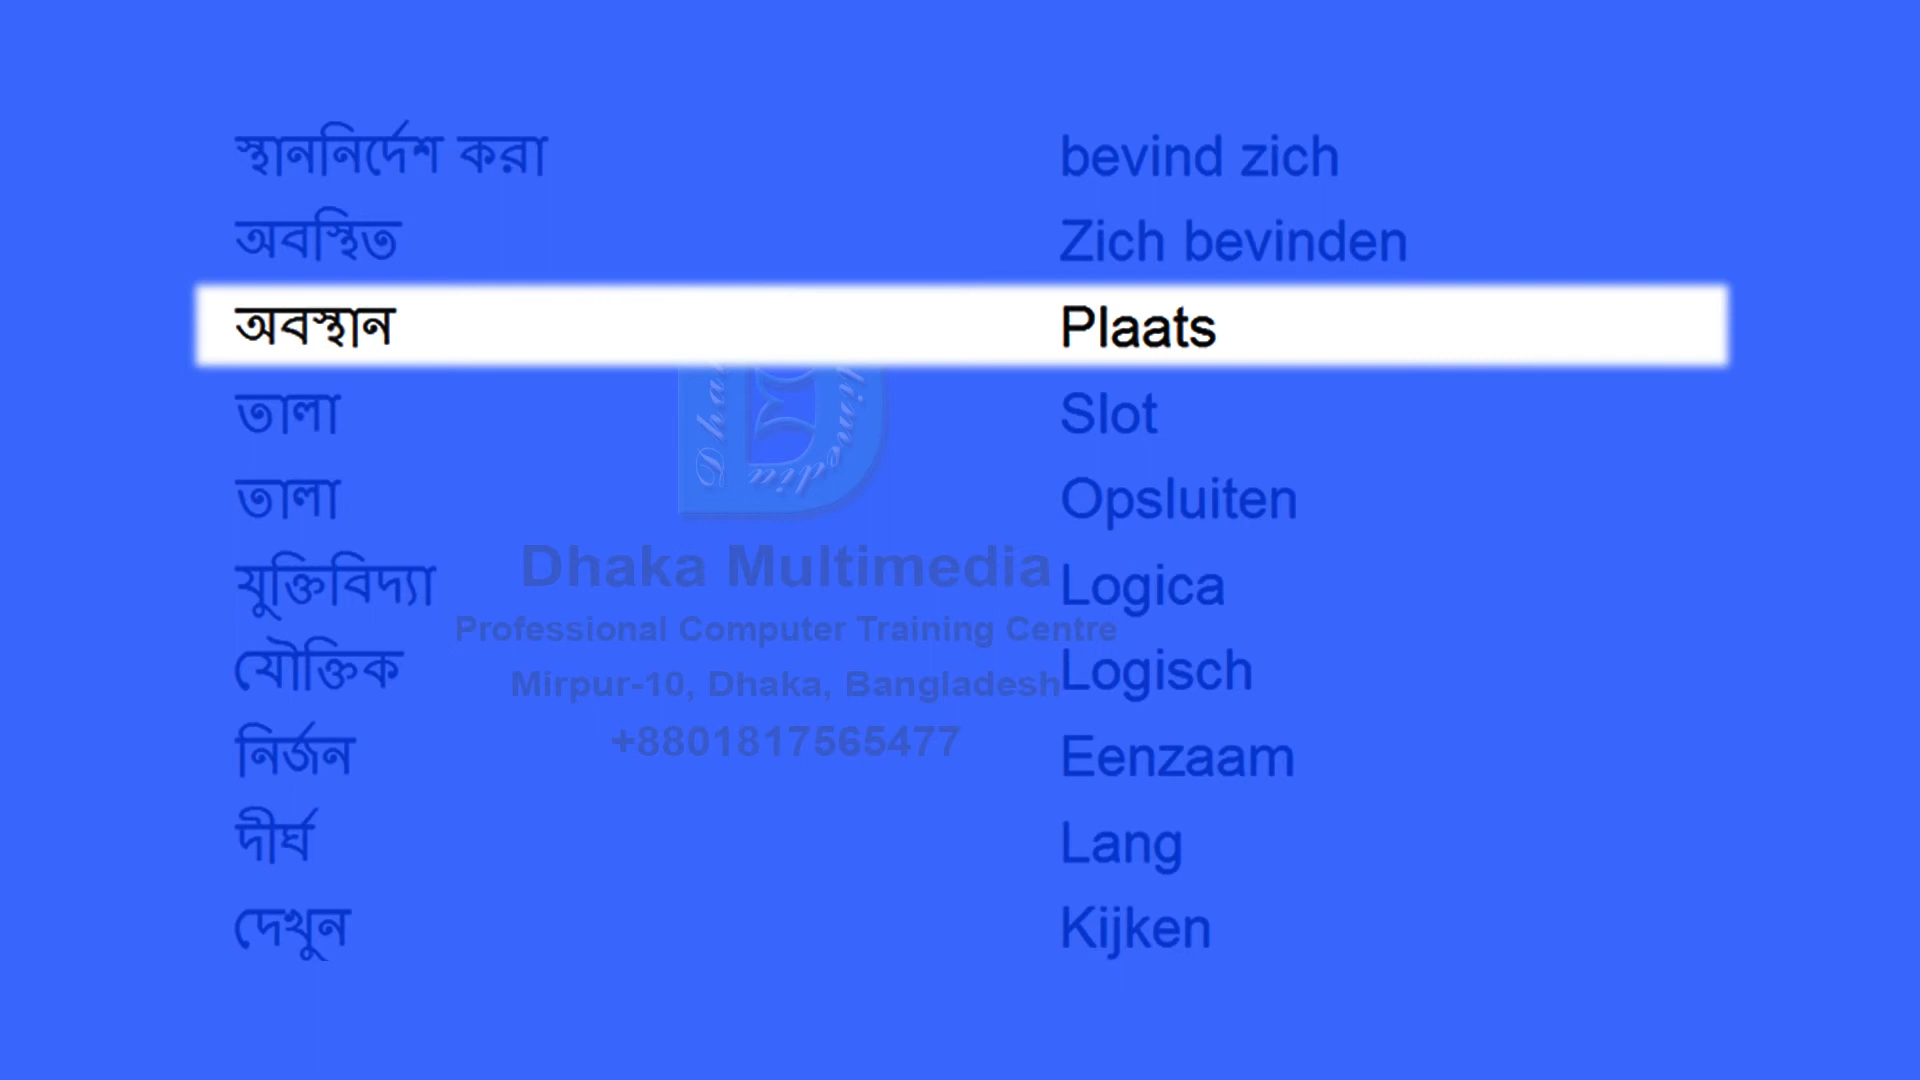 স্থাননির্দেশ করা bevind zich
অবস্থিত Zich bevinden
অবস্থান Plaats
তালা Slot
তালা Opsluiten
যুক্তিবিদ্যা Logica
যৌক্তিক Logisch
নির্জন Eenzaam
দীর্ঘ Lang
দেখুন Kijken
Dhaka Multimedia
Professional Computer Training Centre
Mirpur-10, Dhaka, Bangladesh
+8801817565477